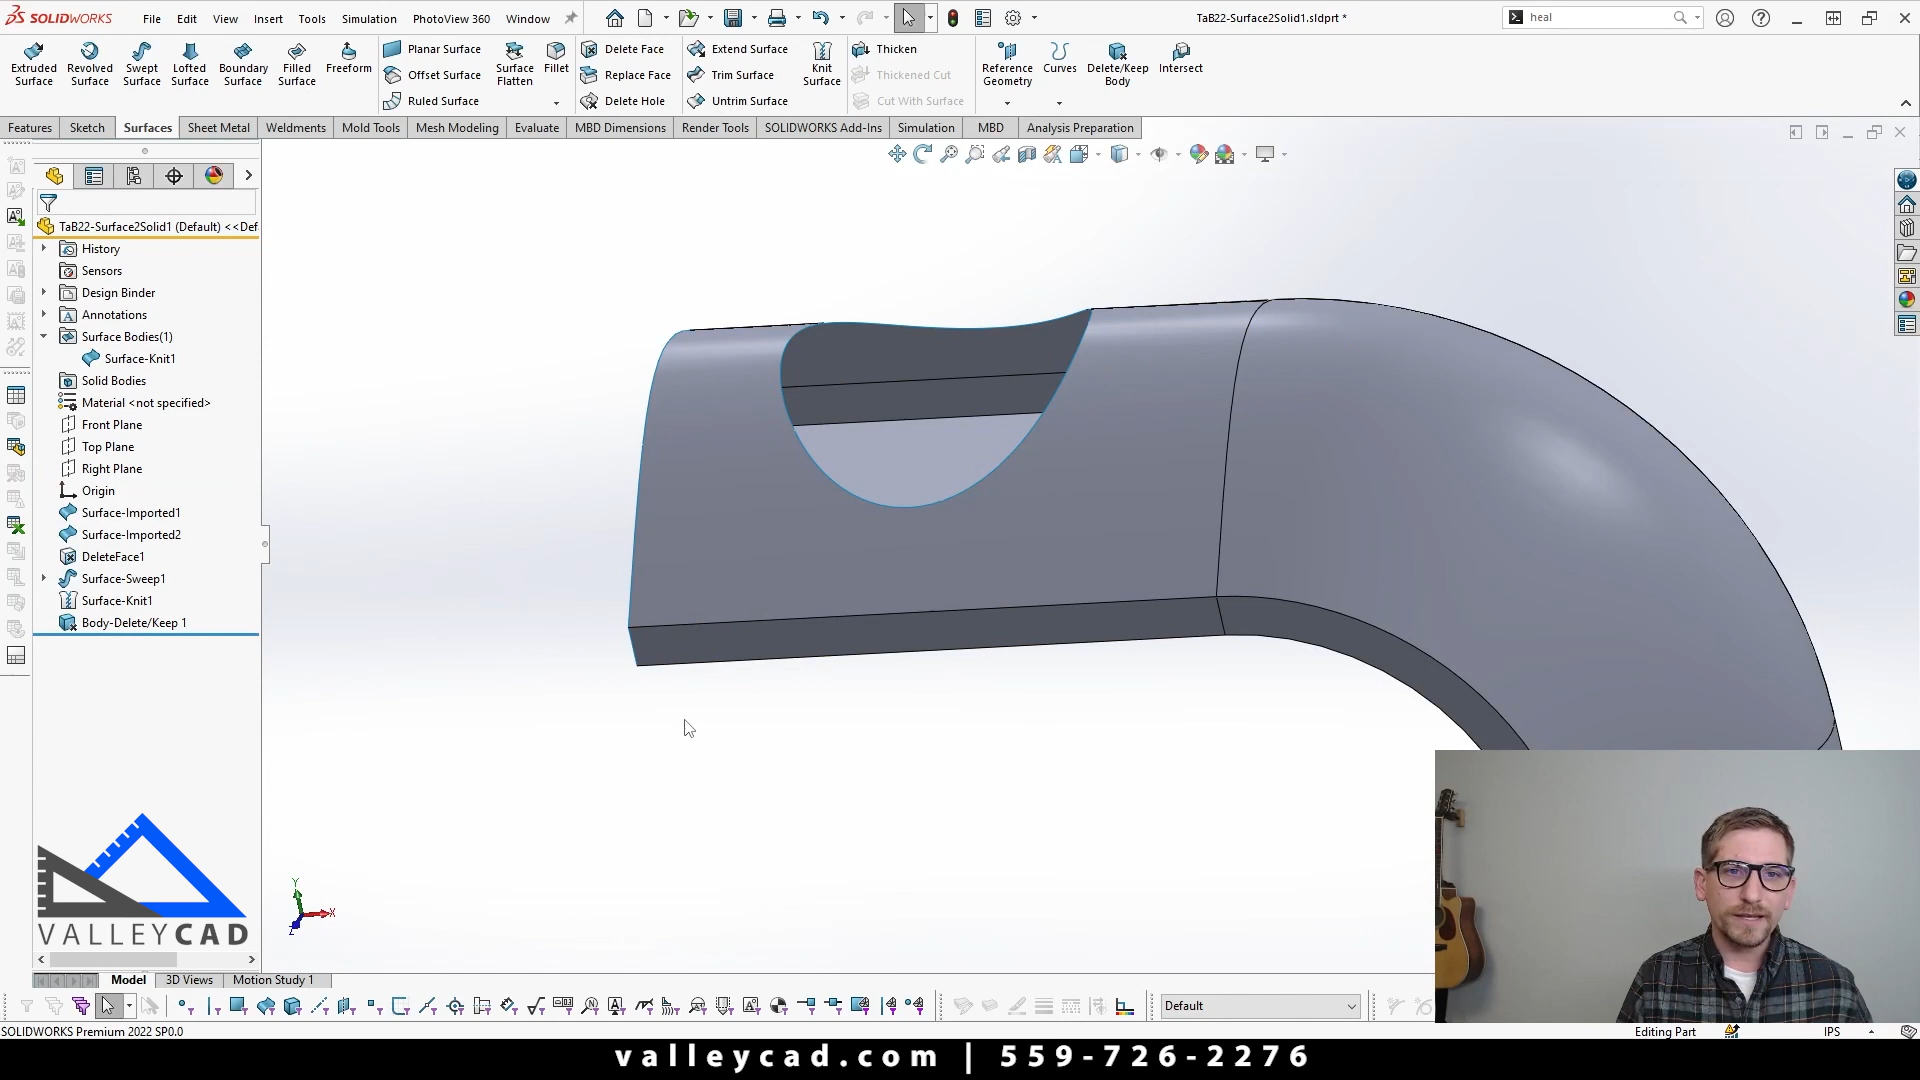 SOLIDWORKS
File Edit View Insert Tools Simulation PhotoView 360 Window
TaB22-Surface2Solid1.sldprt *
heal
Extruded Surface
Revolved Surface
Swept Surface
Lofted Surface
Boundary Surface
Filled Surface
Freeform
Planar Surface
Offset Surface
Ruled Surface
Surface Flatten
Fillet
Delete Face
Replace Face
Delete Hole
Extend Surface
Trim Surface
Untrim Surface
Knit Surface
Thicken
Thickened Cut
Cut With Surface
Reference Geometry
Curves
Delete/Keep Body
Intersect
Features Sketch Surfaces Sheet Metal Weldments Mold Tools Mesh Modeling Evaluate MBD Dimensions Render Tools SOLIDWORKS Add-Ins Simulation MBD Analysis Preparation
TaB22-Surface2Solid1 (Default) <<Def
History
Sensors
Design Binder
Annotations
Surface Bodies(1)
Surface-Knit1
Solid Bodies
Material <not specified>
Front Plane
Top Plane
Right Plane
Origin
Surface-Imported1
Surface-Imported2
DeleteFace1
Surface-Sweep1
Surface-Knit1
Body-Delete/Keep 1
VALLEYCAD
Y
X
Z
Model 3D Views Motion Study 1
Default
SOLIDWORKS Premium 2022 SP0.0
Editing Part
IPS
valleycad.com | 559-726-2276